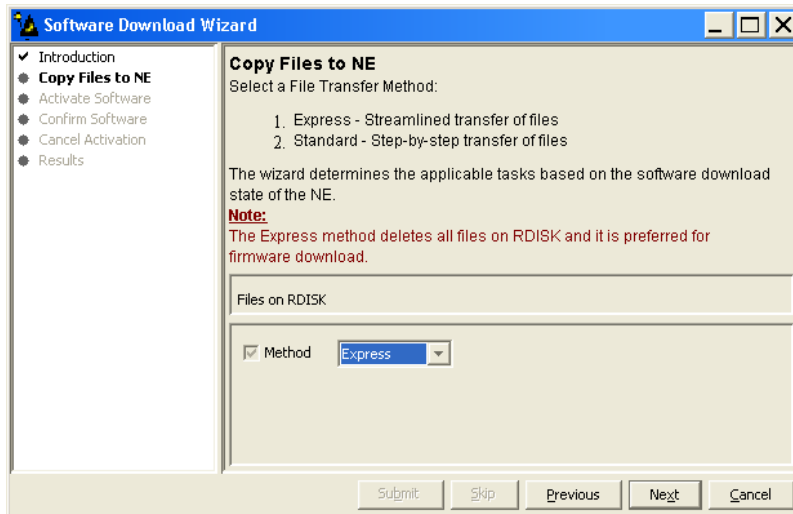 Software Download Wizard
Introduction
Copy Files to NE
Activate Software
Confirm Software
Cancel Activation
Results
Copy Files to NE
Select a File Transfer Method:
1. Express - Streamlined transfer of files
2. Standard - Step-by-step transfer of files
The wizard determines the applicable tasks based on the software download
state of the NE.
Note:
The Express method deletes all files on RDISK and it is preferred for
firmware download.
Files on RDISK
Method Express
Submit Skip Previous Next Cancel